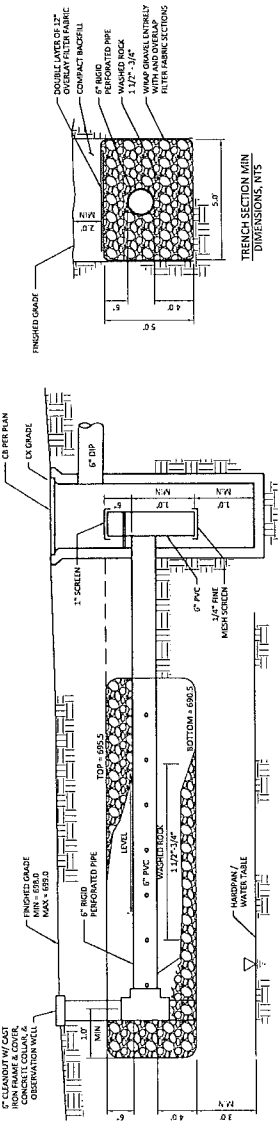 6" CLEANOUT W/ CAST
IRON FRAME & COVER,
CONCRETE COLLAR, &
OBSERVATION WELL
FINISHED GRADE
MIN = 698.0
MAX = 699.0
6" RIGID
PERFORATED PIPE
TOP = 695.5
LEVEL
1" SCREEN
CB PER PLAN
EX GRADE
6" DIP
1.0'
MIN
6"
4.0'
3.0'
MIN
6" PVC
WASHED ROCK
1 1/2"-3/4"
BOTTOM = 690.5
HARDPAN/
WATER TABLE
6" PVC
1/4" FINE
MESH SCREEN
6"
1.0'
MIN
1.0'
MIN
FINISHED GRADE
DOUBLE LAYER OF 12"
OVERLAY FILTER FABRIC
COMPACT BACKFILL
6" RIGID
PERFORATED PIPE
WASHED ROCK
1 1/2" - 3/4"
WRAP GRAVEL ENTIRELY
WITH AND OVERLAP
FILTER FABRIC SECTIONS
2.0'
MIN
6"
5.0'
4.0'
5.0'
TRENCH SECTION MIN
DIMENSIONS, NTS